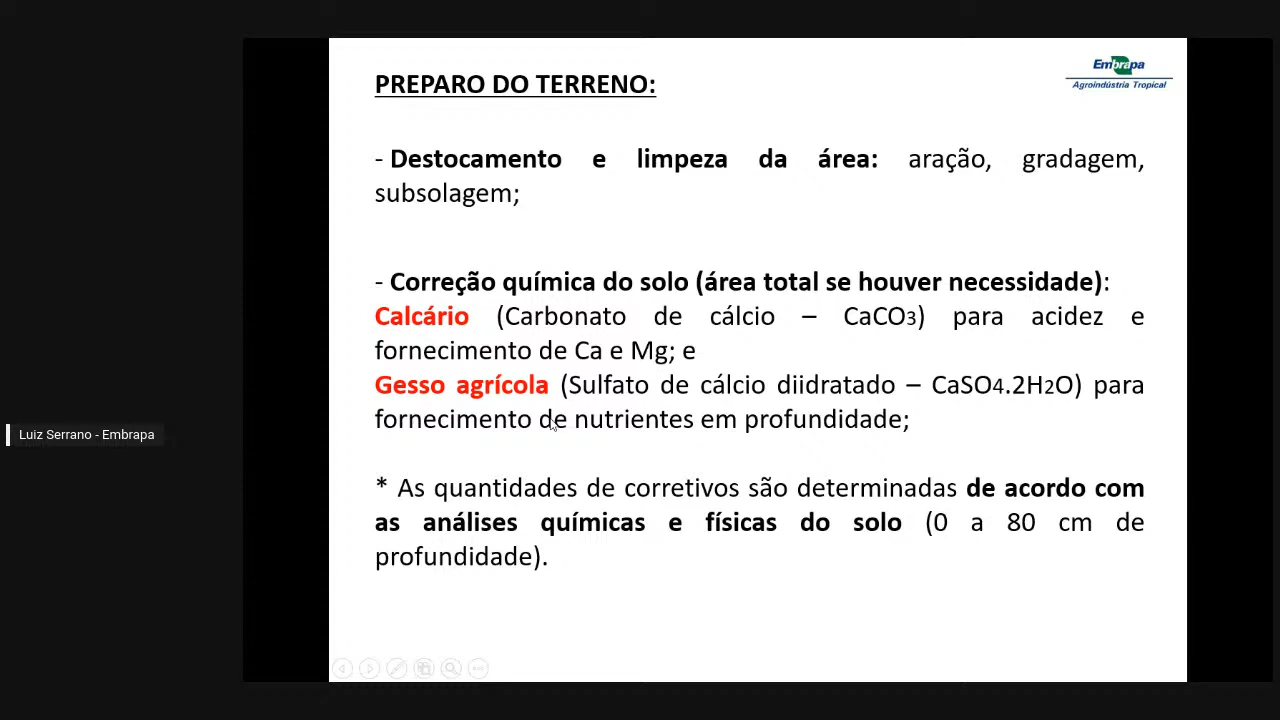 PREPARO DO TERRENO:
Embrapa
Agroindústria Tropical
- Destocamento e limpeza da área: aração, gradagem,
subsolagem;
- Correção química do solo (área total se houver necessidade):
Calcário (Carbonato de cálcio – CaCO3) para acidez e
fornecimento de Ca e Mg; e
Gesso agrícola (Sulfato de cálcio diidratado – CaSO4.2H2O) para
fornecimento de nutrientes em profundidade;
Luiz Serrano - Embrapa
* As quantidades de corretivos são determinadas de acordo com
as análises químicas e físicas do solo (0 a 80 cm de
profundidade).